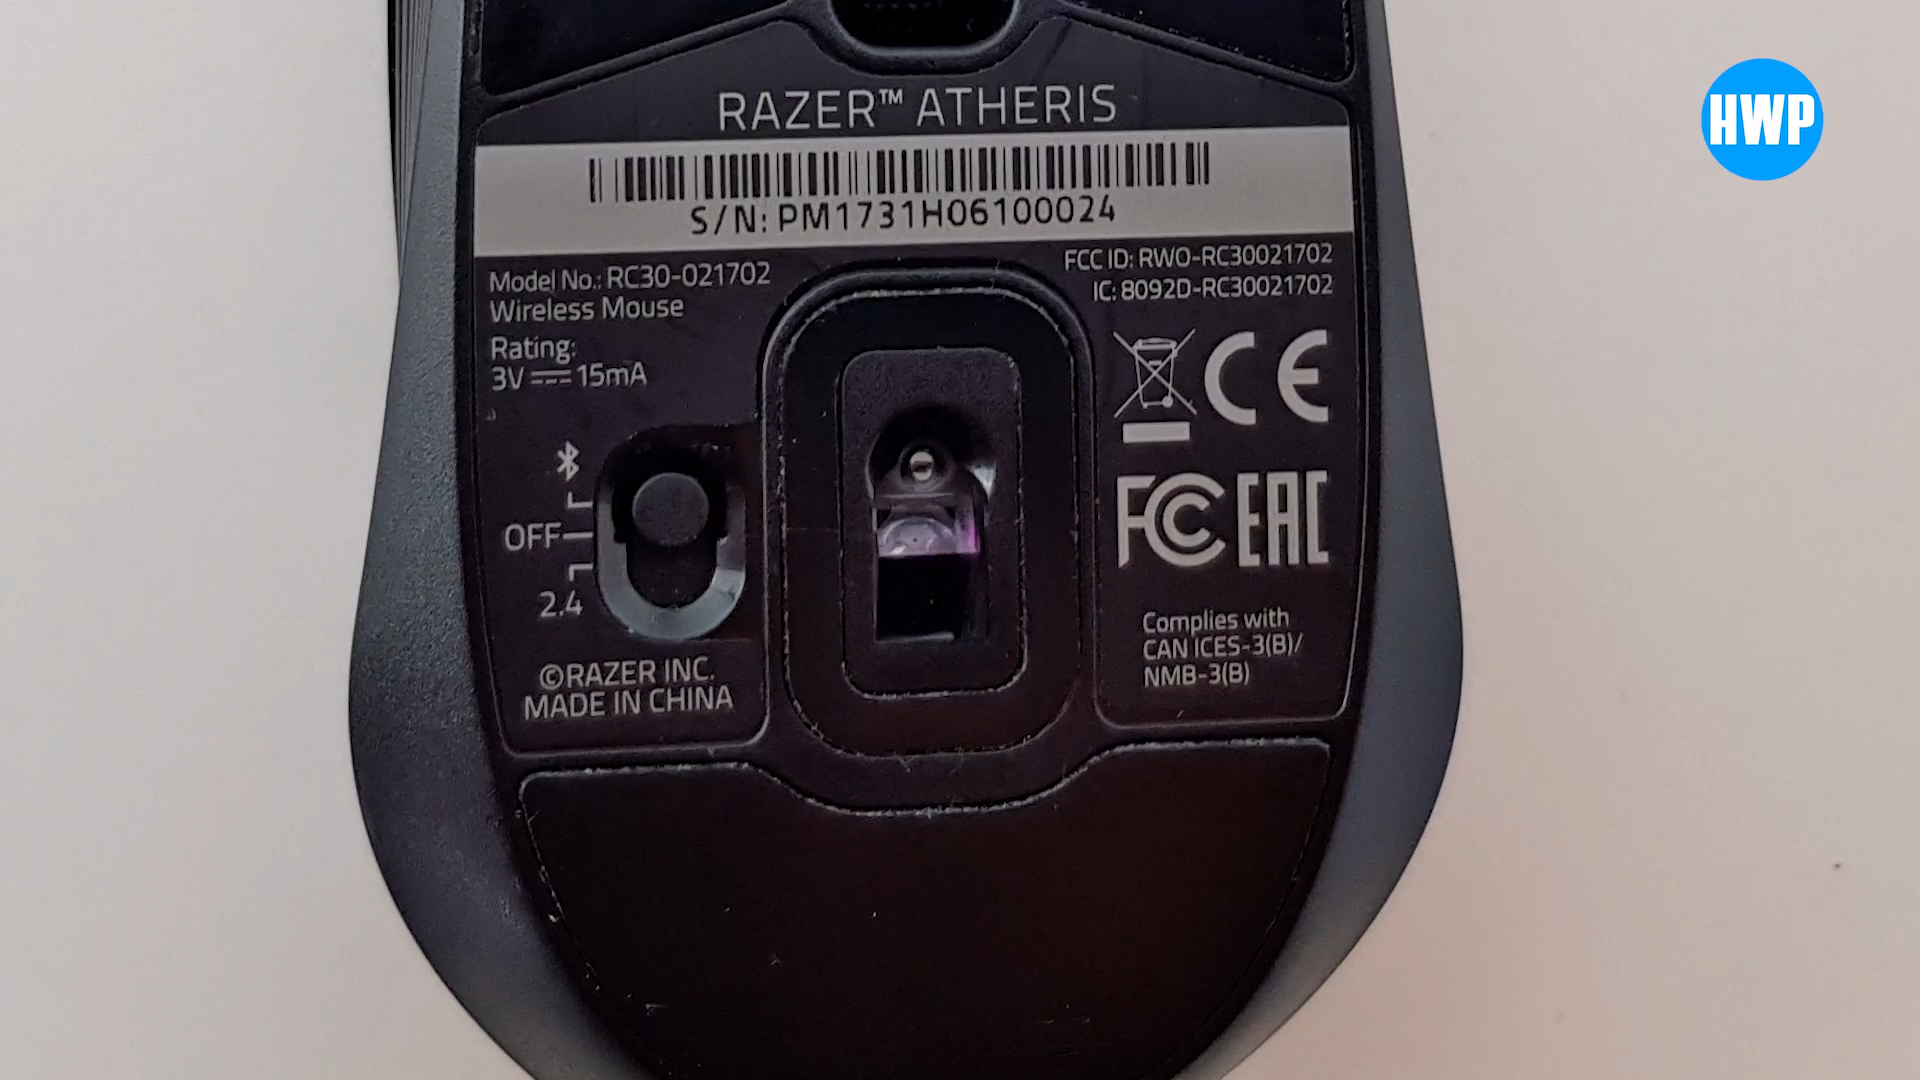 RAZER™ ATHERIS
S/N: PM1731H06100024
Model No.: RC30-021702
Wireless Mouse
Rating:
3V ⎓ 15mA
FCC ID: RWO-RC30021702
IC: 8092D-RC30021702
CE
FC EAC
OFF
2.4
Complies with
CAN ICES-3(B)/
NMB-3(B)
©RAZER INC.
MADE IN CHINA
HWP